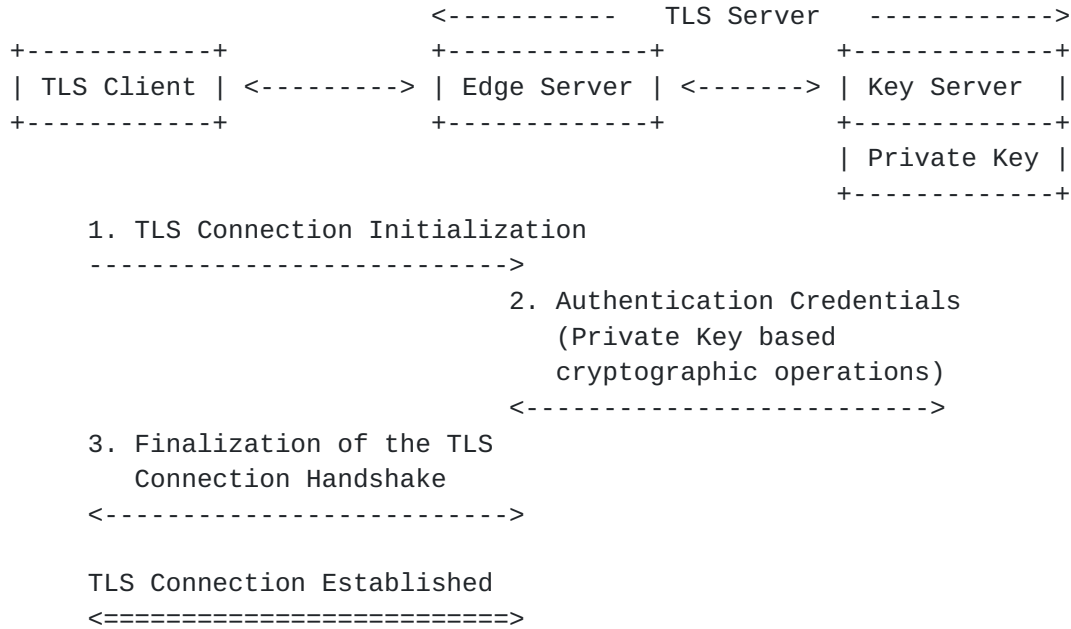 <-----------   TLS Server   ------------>
+------------+             +-------------+           +-------------+
| TLS Client | <---------> | Edge Server | <-------> | Key Server  |
+------------+             +-------------+           +-------------+
| Private Key |
+-------------+
1. TLS Connection Initialization
--------------------------->
2. Authentication Credentials
(Private Key based
cryptographic operations)
<-------------------------->
3. Finalization of the TLS
Connection Handshake
<-------------------------->
TLS Connection Established
<==========================>